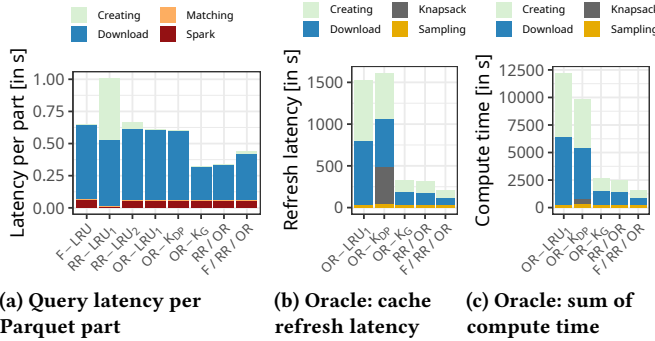 Creating
Matching
Download
Spark
Latency per part [in s]
1.00
0.75
0.50
0.25
0.00
F – LRU
RR – LRU1
RR – LRU2
OR – LRU1
OR – KDP
OR – KG
RR / OR
F / RR / OR
(a) Query latency per
Parquet part
Creating
Knapsack
Download
Sampling
Refresh latency [in s]
1500
1000
500
0
OR – LRU1
OR – KDP
OR – KG
RR / OR
F / RR / OR
(b) Oracle: cache
refresh latency
Creating
Knapsack
Download
Sampling
Compute time [in s]
12500
10000
7500
5000
2500
0
OR – LRU1
OR – KDP
OR – KG
RR / OR
F / RR / OR
(c) Oracle: sum of
compute time